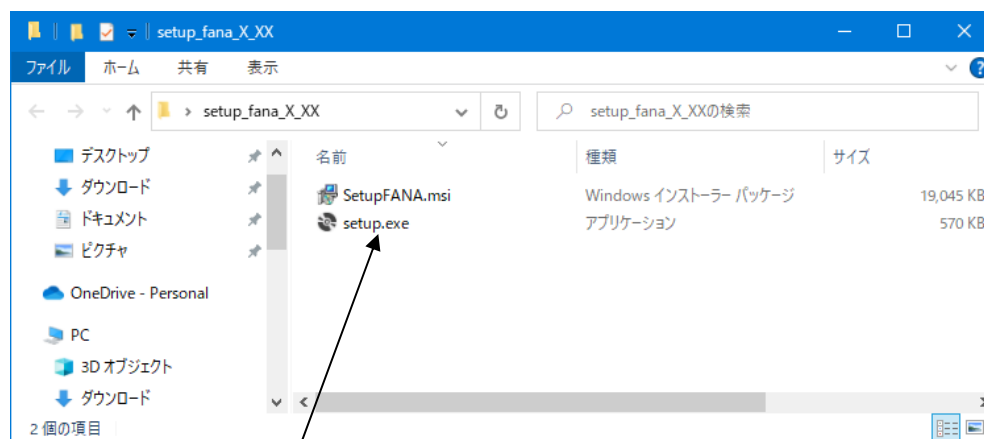 setup_fana_X_XX
ファイル ホーム 共有 表示 ?
setup_fana_X_XX setup_fana_X_XXの検索
デスクトップ
ダウンロード
ドキュメント
ピクチャ
OneDrive - Personal
PC
3D オブジェクト
ダウンロード
名前 種類 サイズ
SetupFANA.msi Windows インストーラー パッケージ 19,045 KB
setup.exe アプリケーション 570 KB
2 個の項目